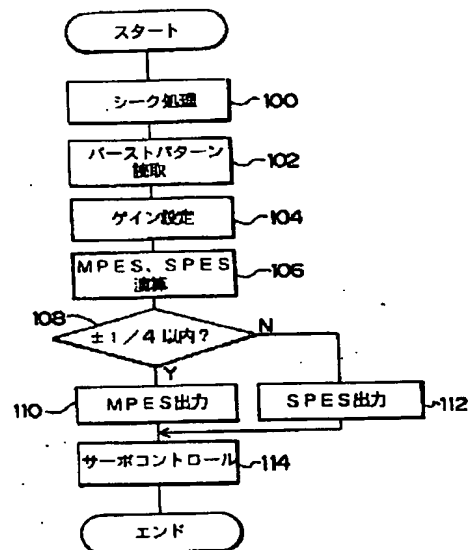 スタート
シーク処理
100
バーストパターン
読取
102
ゲイン設定
104
MPES、SPES
演算
106
108
±1/4以内?
N
Y
110
MPES出力
SPES出力
112
サーボコントロール
114
エンド